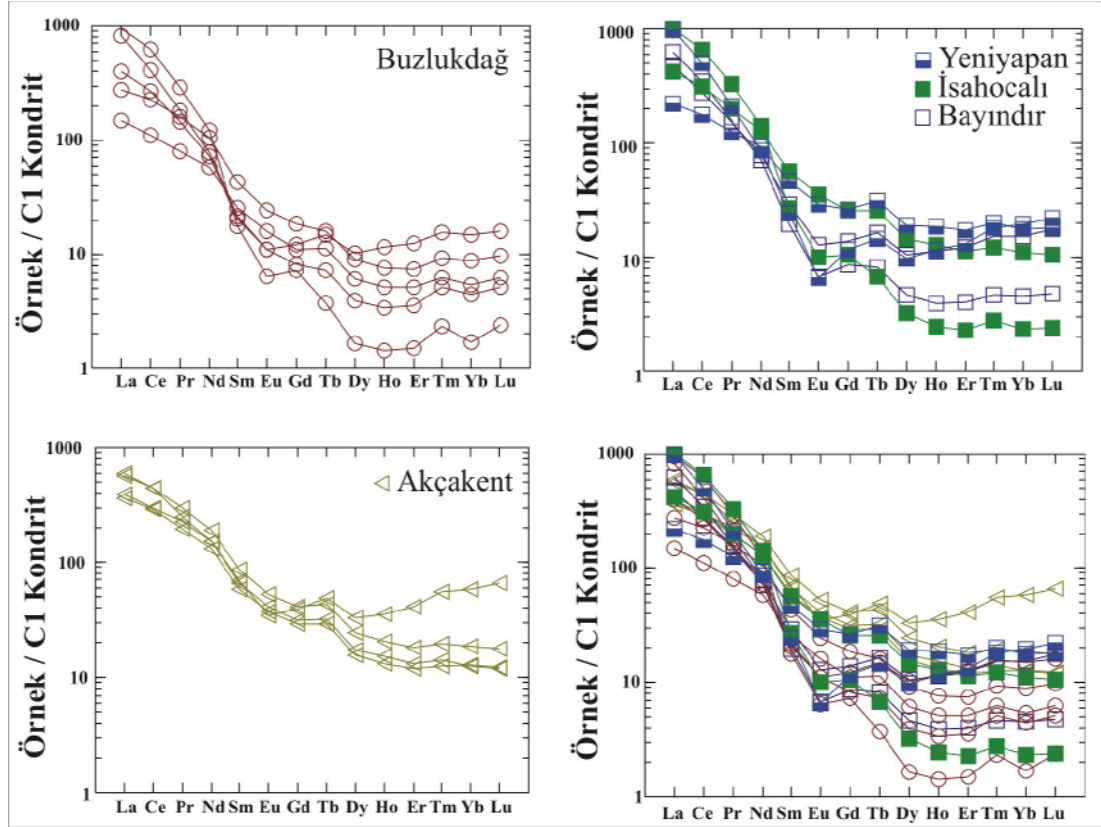 Örnek / C1 Kondrit
1000
100
10
1
Buzlukdağ
La Ce Pr Nd Sm Eu Gd Tb Dy Ho Er Tm Yb Lu
Örnek / C1 Kondrit
1000
100
10
1
Yeniyapan
İsahocalı
Bayındır
La Ce Pr Nd Sm Eu Gd Tb Dy Ho Er Tm Yb Lu
Örnek / C1 Kondrit
1000
100
10
1
Akçakent
La Ce Pr Nd Sm Eu Gd Tb Dy Ho Er Tm Yb Lu
Örnek / C1 Kondrit
1000
100
10
1
La Ce Pr Nd Sm Eu Gd Tb Dy Ho Er Tm Yb Lu